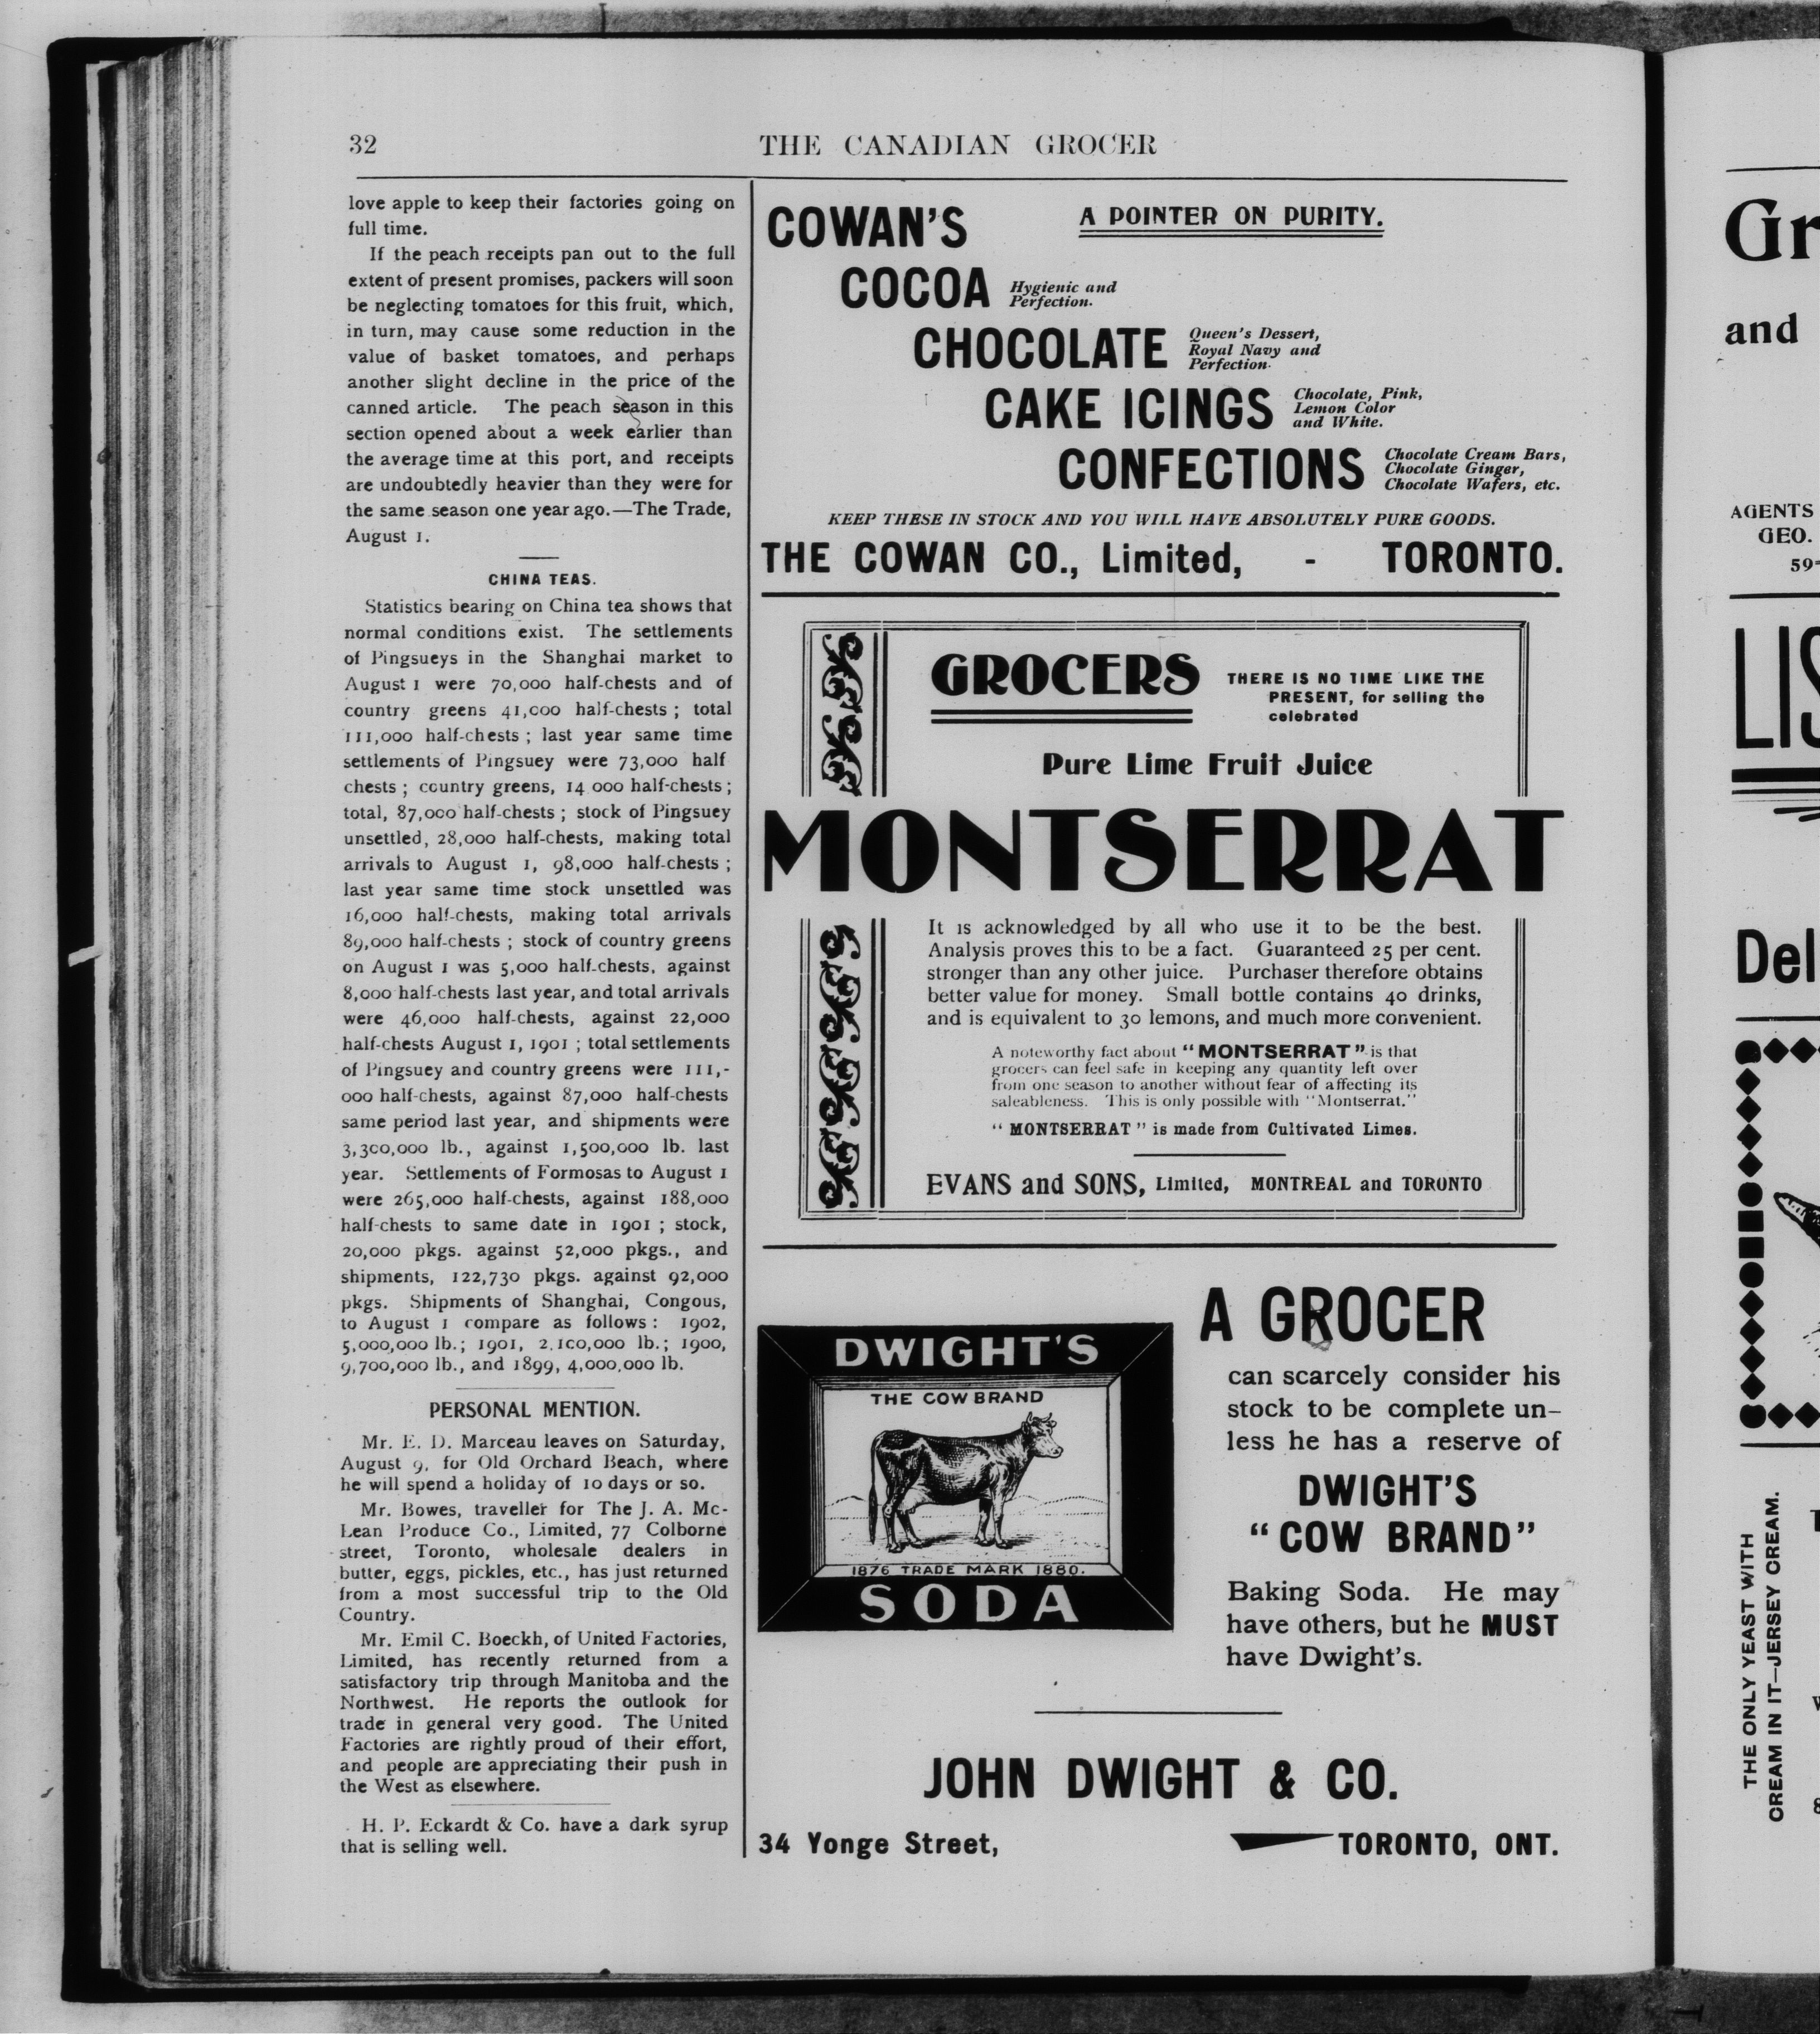 32
THE CANADIAN GROCER
love apple to keep their factories going on
full time.
If the peach receipts pan out to the full
extent of present promises, packers will soon
be neglecting tomatoes for this fruit, which,
in turn, may cause some reduction in the
value of basket tomatoes, and perhaps
another slight decline in the price of the
canned article. The peach season in this
section opened about a week earlier than
the average time at this port, and receipts
are undoubtedly heavier than they were for
the same season one year ago.—The Trade,
August 1.
CHINA TEAS.
Statistics bearing on China tea shows that
normal conditions exist. The settlements
of Pingsueys in the Shanghai market to
August 1 were 70,000 half-chests and of
country greens 41,000 half-chests ; total
111,000 half-chests ; last year same time
settlements of Pingsuey were 73,000 half
chests ; country greens, 14 000 half-chests ;
total, 87,000 half-chests ; stock of Pingsuey
unsettled, 28,000 half-chests, making total
arrivals to August 1, 98,000 half-chests ;
last year same time stock unsettled was
16,000 half-chests, making total arrivals
89,000 half-chests ; stock of country greens
on August 1 was 5,000 half-chests, against
8,000 half-chests last year, and total arrivals
were 46,000 half-chests, against 22,000
half-chests August 1, 1901 ; total settlements
of Pingsuey and country greens were 111,-
000 half-chests, against 87,000 half-chests
same period last year, and shipments were
3,300,000 lb., against 1,500,000 lb. last
year. Settlements of Formosas to August 1
were 265,000 half-chests, against 188,000
half-chests to same date in 1901 ; stock,
20,000 pkgs. against 52,000 pkgs., and
shipments, 122,730 pkgs. against 92,000
pkgs. Shipments of Shanghai, Congous,
to August 1 compare as follows : 1902,
5,000,000 lb.; 1901, 2,100,000 lb.; 1900,
9,700,000 lb., and 1899, 4,000,000 lb.
PERSONAL MENTION.
Mr. E. D. Marceau leaves on Saturday,
August 9, for Old Orchard Beach, where
he will spend a holiday of 10 days or so.
Mr. Bowes, traveller for The J. A. Mc-
Lean Produce Co., Limited, 77 Colborne
street, Toronto, wholesale dealers in
butter, eggs, pickles, etc., has just returned
from a most successful trip to the Old
Country.
Mr. Emil C. Boeckh, of United Factories,
Limited, has recently returned from a
satisfactory trip through Manitoba and the
Northwest. He reports the outlook for
trade in general very good. The United
Factories are rightly proud of their effort,
and people are appreciating their push in
the West as elsewhere.
H. P. Eckardt & Co. have a dark syrup
that is selling well.
COWAN'S
A POINTER ON PURITY.
COCOA
Hygienic and
Perfection.
CHOCOLATE
Queen's Dessert,
Royal Navy and
Perfection.
CAKE ICINGS
Chocolate, Pink,
Lemon Color
and White.
CONFECTIONS
Chocolate Cream Bars,
Chocolate Ginger,
Chocolate Wafers, etc.
KEEP THESE IN STOCK AND YOU WILL HAVE ABSOLUTELY PURE GOODS.
THE COWAN CO., Limited, - TORONTO.
GROCERS
THERE IS NO TIME LIKE THE
PRESENT, for selling the
celebrated
Pure Lime Fruit Juice
MONTSERRAT
It is acknowledged by all who use it to be the best.
Analysis proves this to be a fact. Guaranteed 25 per cent.
stronger than any other juice. Purchaser therefore obtains
better value for money. Small bottle contains 40 drinks,
and is equivalent to 30 lemons, and much more convenient.
A noteworthy fact about "MONTSERRAT" is that
grocers can feel safe in keeping any quantity left over
from one season to another without fear of affecting its
saleableness. This is only possible with "Montserrat."
"MONTSERRAT" is made from Cultivated Limes.
EVANS and SONS, Limited, MONTREAL and TORONTO
DWIGHT'S
THE COW BRAND
1876 TRADE MARK 1880.
SODA
A GROCER
can scarcely consider his
stock to be complete un-
less he has a reserve of
DWIGHT'S
"COW BRAND"
Baking Soda. He may
have others, but he MUST
have Dwight's.
JOHN DWIGHT & CO.
34 Yonge Street,
TORONTO, ONT.
Gr
and
AGENTS
GEO.
59-
LIS
Del
THE ONLY YEAST WITH
CREAM IN IT—JERSEY CREAM.